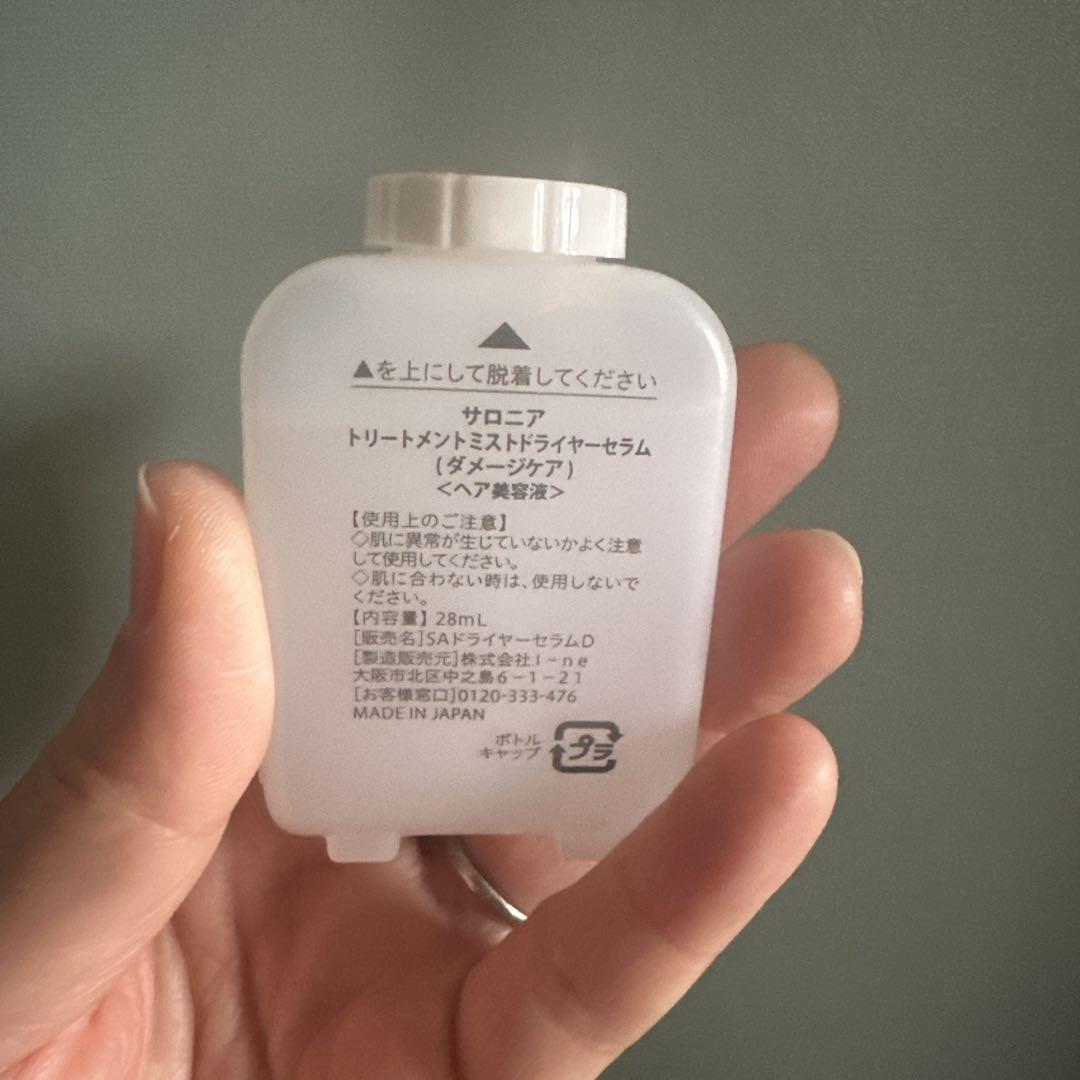 ▲
▲を上にして脱着してください
サロニア
トリートメントミストドライヤーセラム
(ダメージケア)
<ヘア美容液>
【使用上のご注意】
◇肌に異常が生じていないかよく注意
して使用してください。
◇肌に合わない時は、使用しないで
ください。
【内容量】28mL
[販売名]SAドライヤーセラムD
[製造販売元]株式会社I-ne
大阪市北区中之島6-1-21
[お客様窓口]0120-333-476
MADE IN JAPAN
ボトル
キャップ
プラ